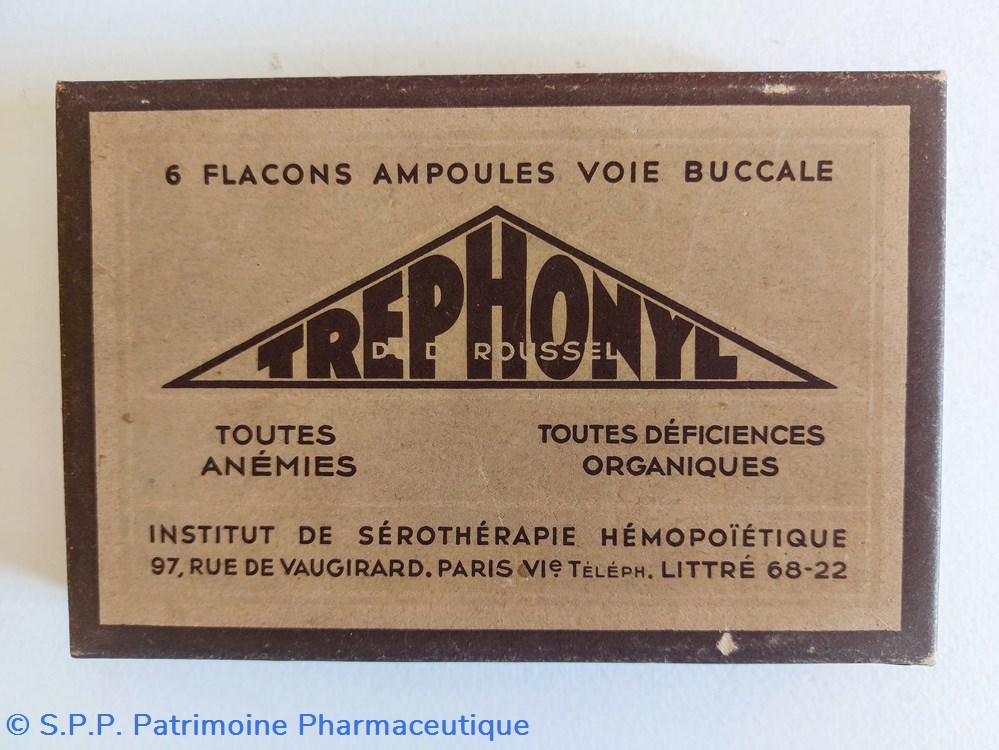 6 FLACONS AMPOULES VOIE BUCCALE
TREPHONYL
D. D ROUSSEL
TOUTES
ANÉMIES
TOUTES DÉFICIENCES
ORGANIQUES
INSTITUT DE SÉROTHÉRAPIE HÉMOPOÏÉTIQUE
97, RUE DE VAUGIRARD. PARIS VIe TÉLÉPH. LITTRÉ 68-22
© S.P.P. Patrimoine Pharmaceutique